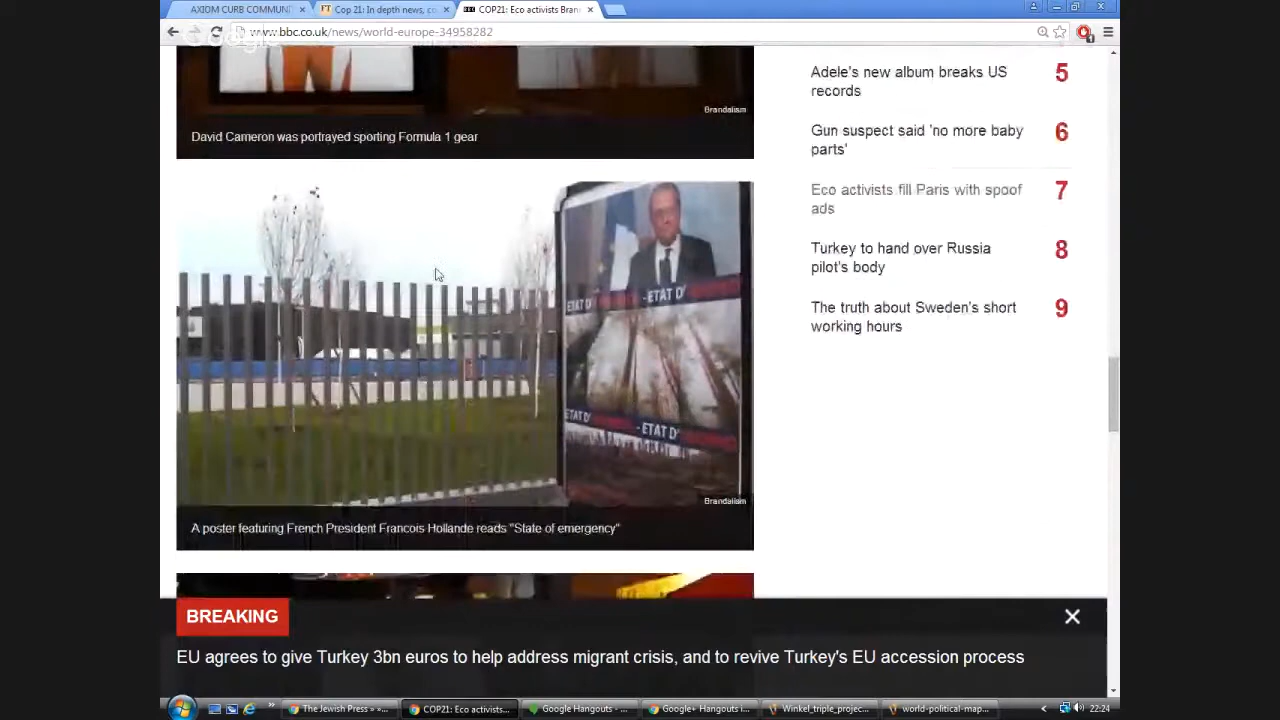 AXIOM CURB COMMUNI
Cop 21: In depth news, co
COP21: Eco activists Bran
www.bbc.co.uk/news/world-europe-34958282
Google
Brandalism
David Cameron was portrayed sporting Formula 1 gear
Adele's new album breaks US
records
5
Gun suspect said 'no more baby
parts'
6
Eco activists fill Paris with spoof
ads
7
Turkey to hand over Russia
pilot's body
8
The truth about Sweden's short
working hours
9
ETAT D'
-ETAT D'
ETAT D'
-ETAT D'
Brandalism
A poster featuring French President Francois Hollande reads "State of emergency"
BREAKING
EU agrees to give Turkey 3bn euros to help address migrant crisis, and to revive Turkey's EU accession process
The Jewish Press » »...
COP21: Eco activists...
Google Hangouts - ...
Google+ Hangouts i...
Winkel_triple_projec...
world-political-map...
22:24